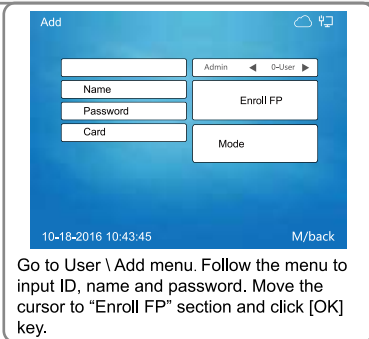 Add
Admin ◀ 0-User ▶
Name
Enroll FP
Password
Card
Mode
10-18-2016 10:43:45 M/back
Go to User \ Add menu. Follow the menu to
input ID, name and password. Move the
cursor to “Enroll FP” section and click [OK]
key.